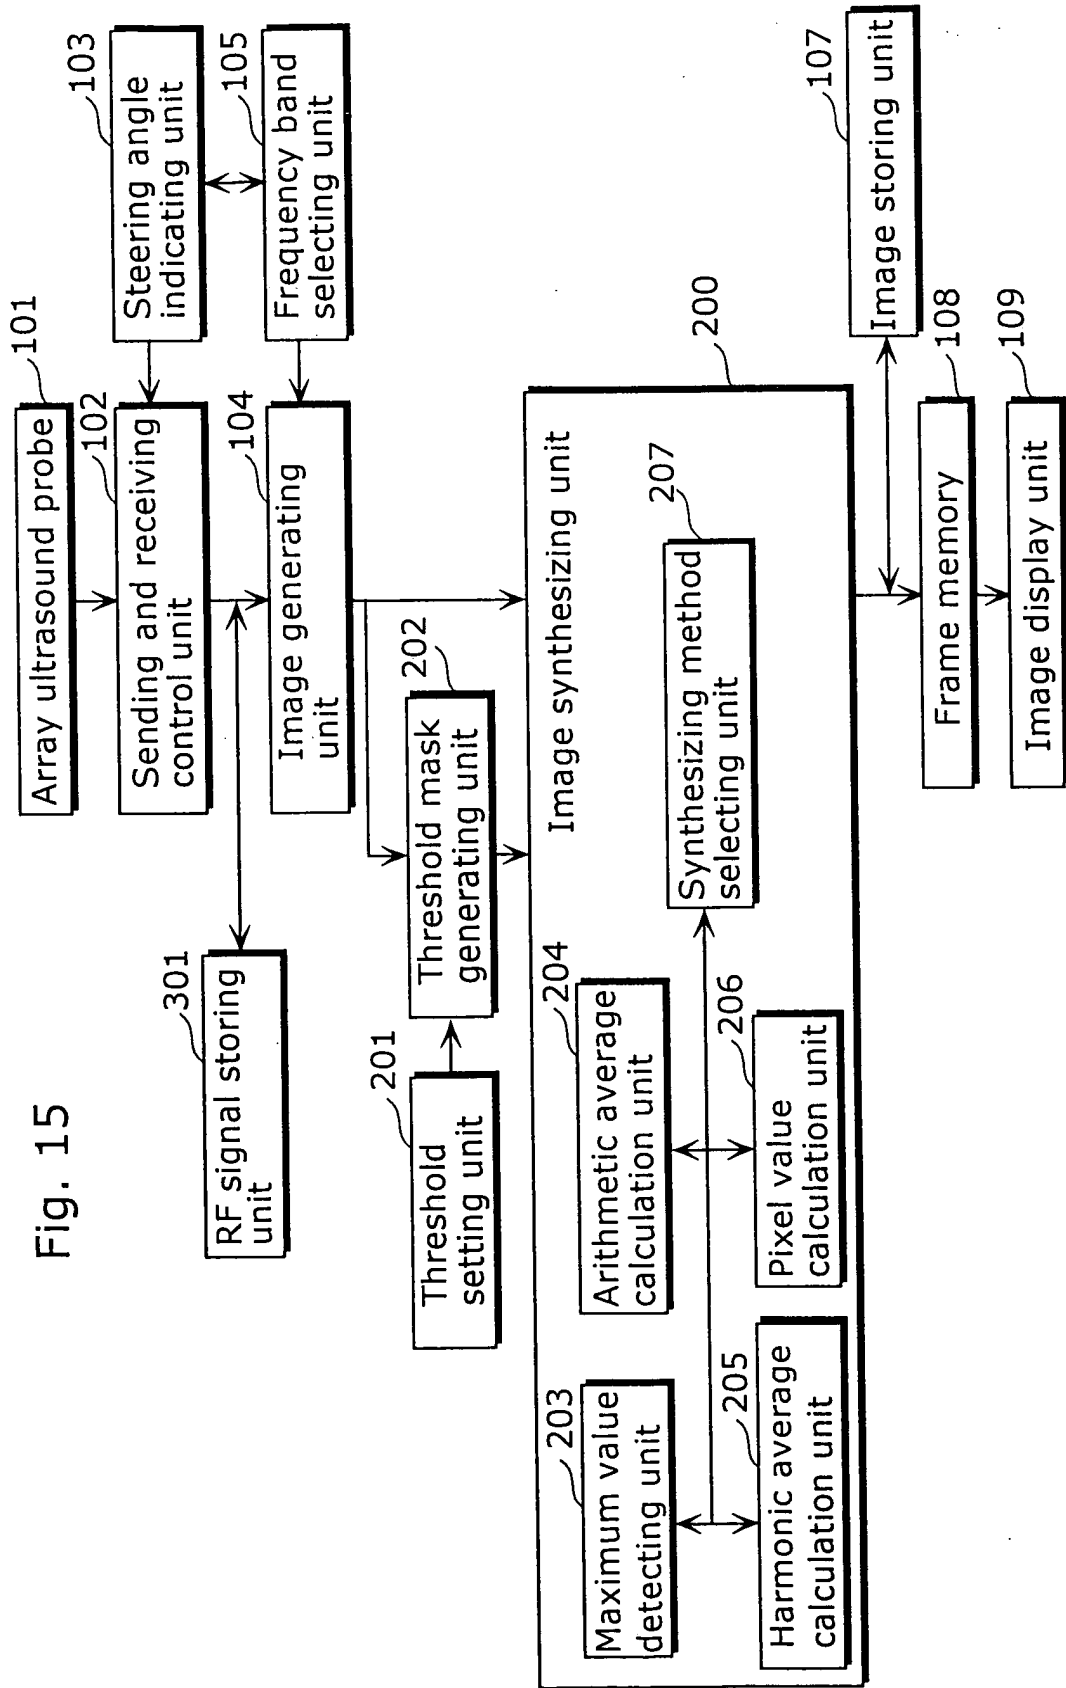 Fig. 15
101
Array ultrasound probe
102
Sending and receiving
control unit
103
Steering angle
indicating unit
301
RF signal storing
unit
104
Image generating
unit
105
Frequency band
selecting unit
201
Threshold
setting unit
202
Threshold mask
generating unit
200
Image synthesizing unit
203
Maximum value
detecting unit
204
Arithmetic average
calculation unit
207
Synthesizing method
selecting unit
205
Harmonic average
calculation unit
206
Pixel value
calculation unit
107
Image storing unit
108
Frame memory
109
Image display unit